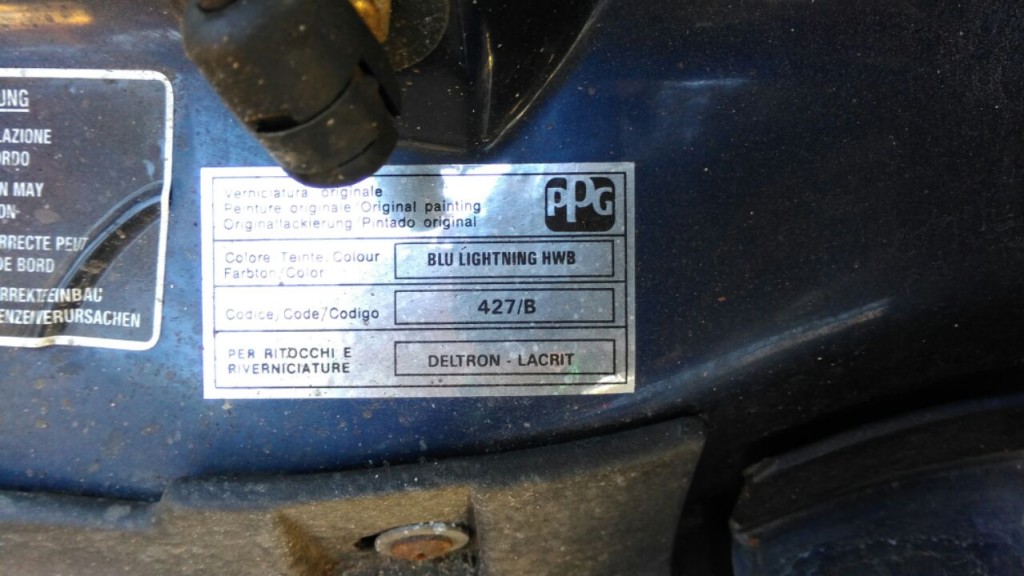 UNG
LAZIONE
ORDO
N MAY
ON
RRECTE PEUT
DE BORD
RREKTEINBAU
ENZENVERURSACHEN
Verniciatura originale
Peinture originale/Original painting
Originallackierung/Pintado original
PPG
Colore, Teinte, Colour
Farbton/Color
BLU LIGHTNING HWB
Codice, Code/Codigo
427/B
PER RITOCCHI E
RIVERNICIATURE
DELTRON - LACRIT